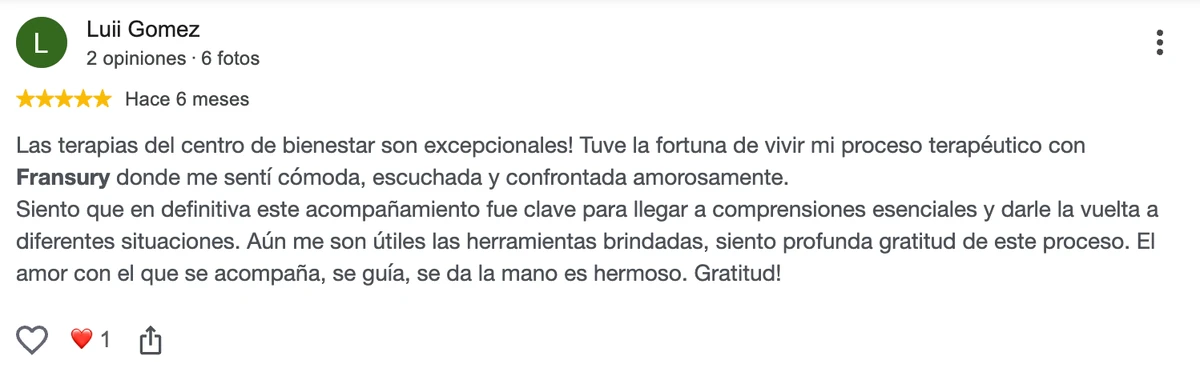 L
Luii Gomez
2 opiniones · 6 fotos
Hace 6 meses
Las terapias del centro de bienestar son excepcionales! Tuve la fortuna de vivir mi proceso terapéutico con
Fransury donde me sentí cómoda, escuchada y confrontada amorosamente.
Siento que en definitiva este acompañamiento fue clave para llegar a comprensiones esenciales y darle la vuelta a
diferentes situaciones. Aún me son útiles las herramientas brindadas, siento profunda gratitud de este proceso. El
amor con el que se acompaña, se guía, se da la mano es hermoso. Gratitud!
1